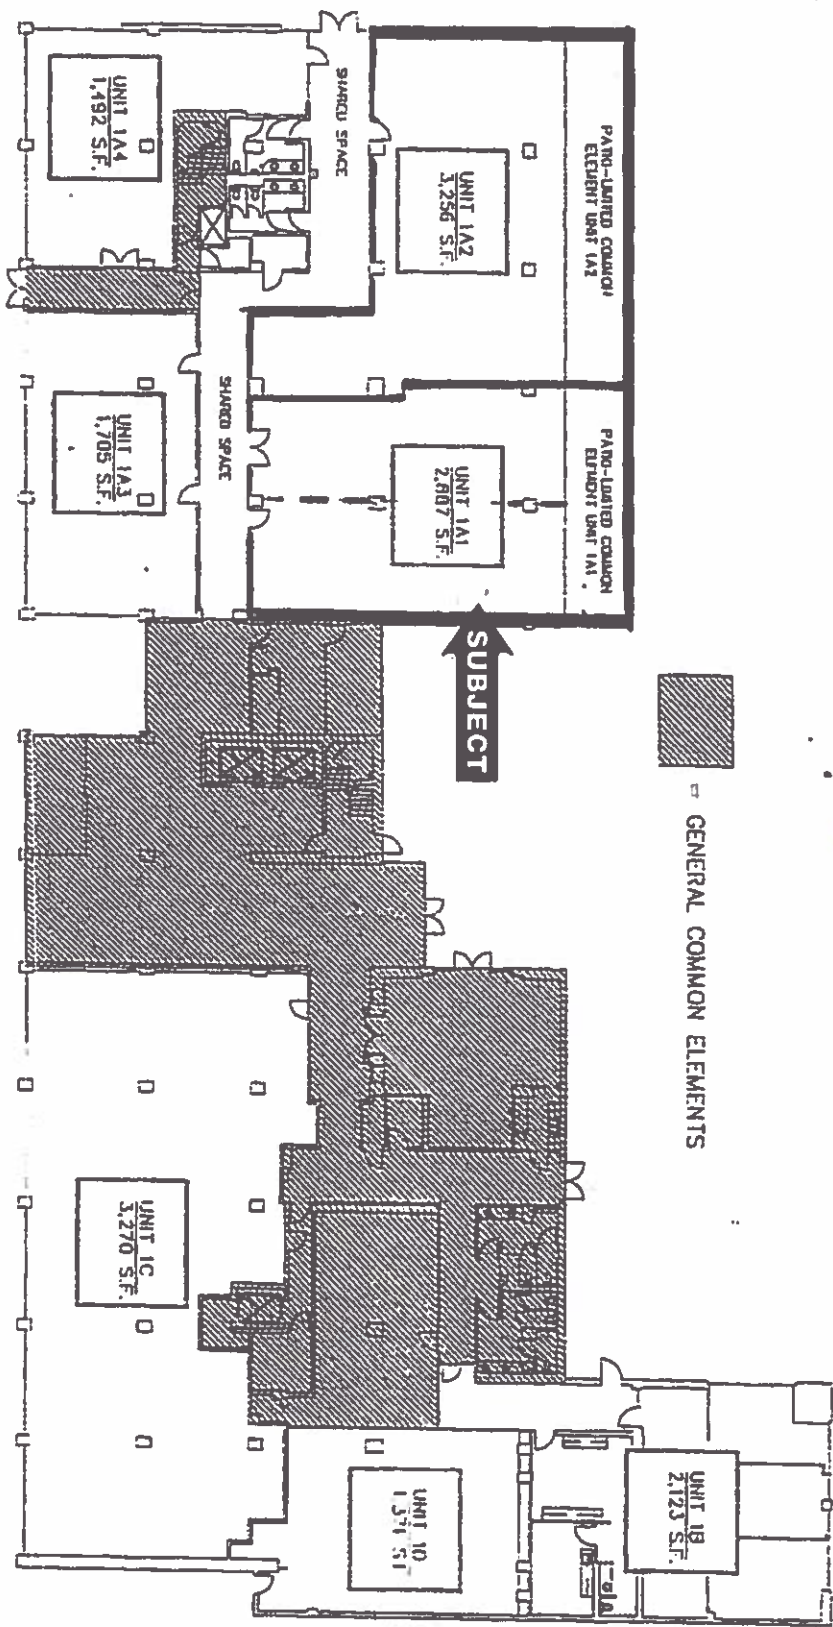 UNIT 1A4
1,492 S.F.
SHARED SPACE
UNIT 1A2
3,256 S.F.
PATIO-LIMITED COMMON
ELEMENT UNIT 1A2
UNIT 1A3
1,705 S.F.
SHARED SPACE
UNIT 1A1
2,807 S.F.
PATIO-LIMITED COMMON
ELEMENT UNIT 1A1
SUBJECT
- GENERAL COMMON ELEMENTS
UNIT 1C
3,270 S.F.
UNIT 1D
UNIT 1B
2,123 S.F.